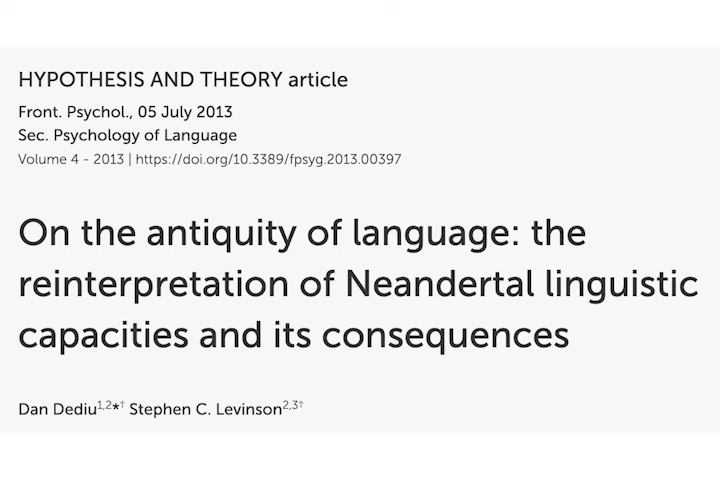 HYPOTHESIS AND THEORY article
Front. Psychol., 05 July 2013
Sec. Psychology of Language
Volume 4 - 2013 | https://doi.org/10.3389/fpsyg.2013.00397
On the antiquity of language: the
reinterpretation of Neandertal linguistic
capacities and its consequences
Dan Dediu1,2*† Stephen C. Levinson2,3†